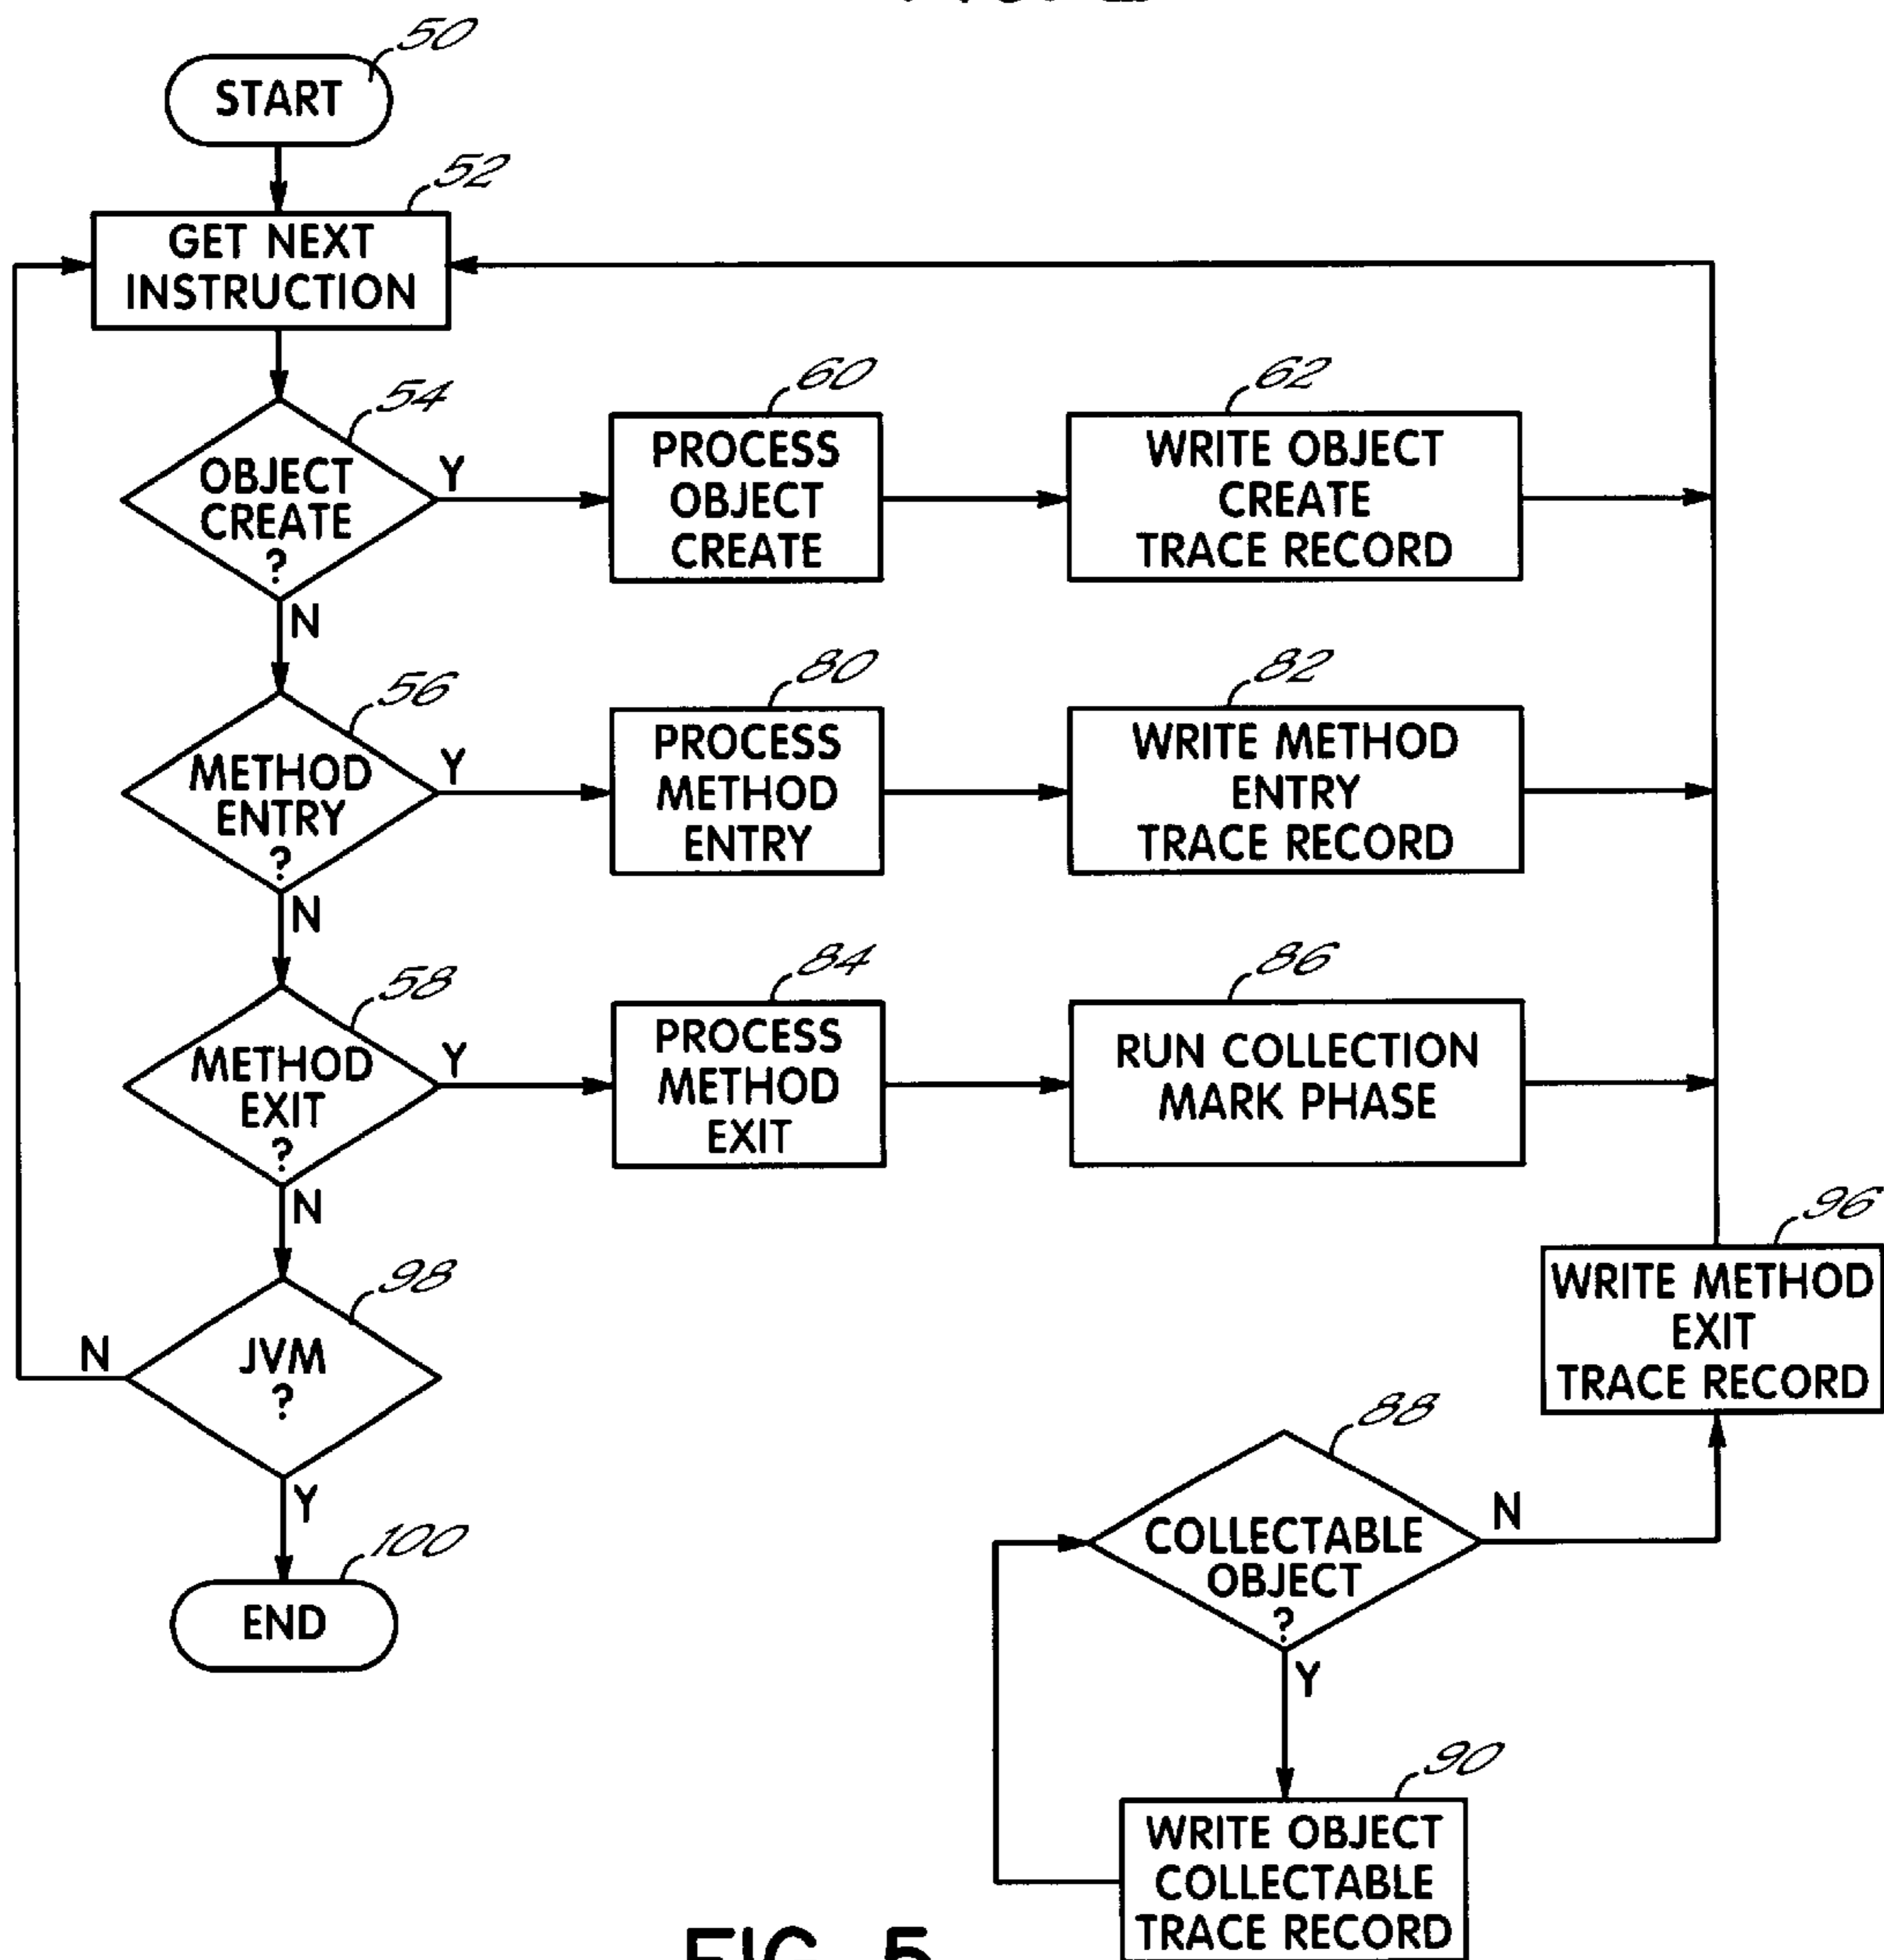 50
START
52
GET NEXT
INSTRUCTION
54
OBJECT
CREATE
?
Y
N
60
PROCESS
OBJECT
CREATE
62
WRITE OBJECT
CREATE
TRACE RECORD
56
METHOD
ENTRY
?
Y
N
80
PROCESS
METHOD
ENTRY
82
WRITE METHOD
ENTRY
TRACE RECORD
58
METHOD
EXIT
?
Y
N
84
PROCESS
METHOD
EXIT
86
RUN COLLECTION
MARK PHASE
96
WRITE METHOD
EXIT
TRACE RECORD
98
JVM
?
N
Y
88
COLLECTABLE
OBJECT
?
N
Y
100
END
90
WRITE OBJECT
COLLECTABLE
TRACE RECORD
FIG. 5